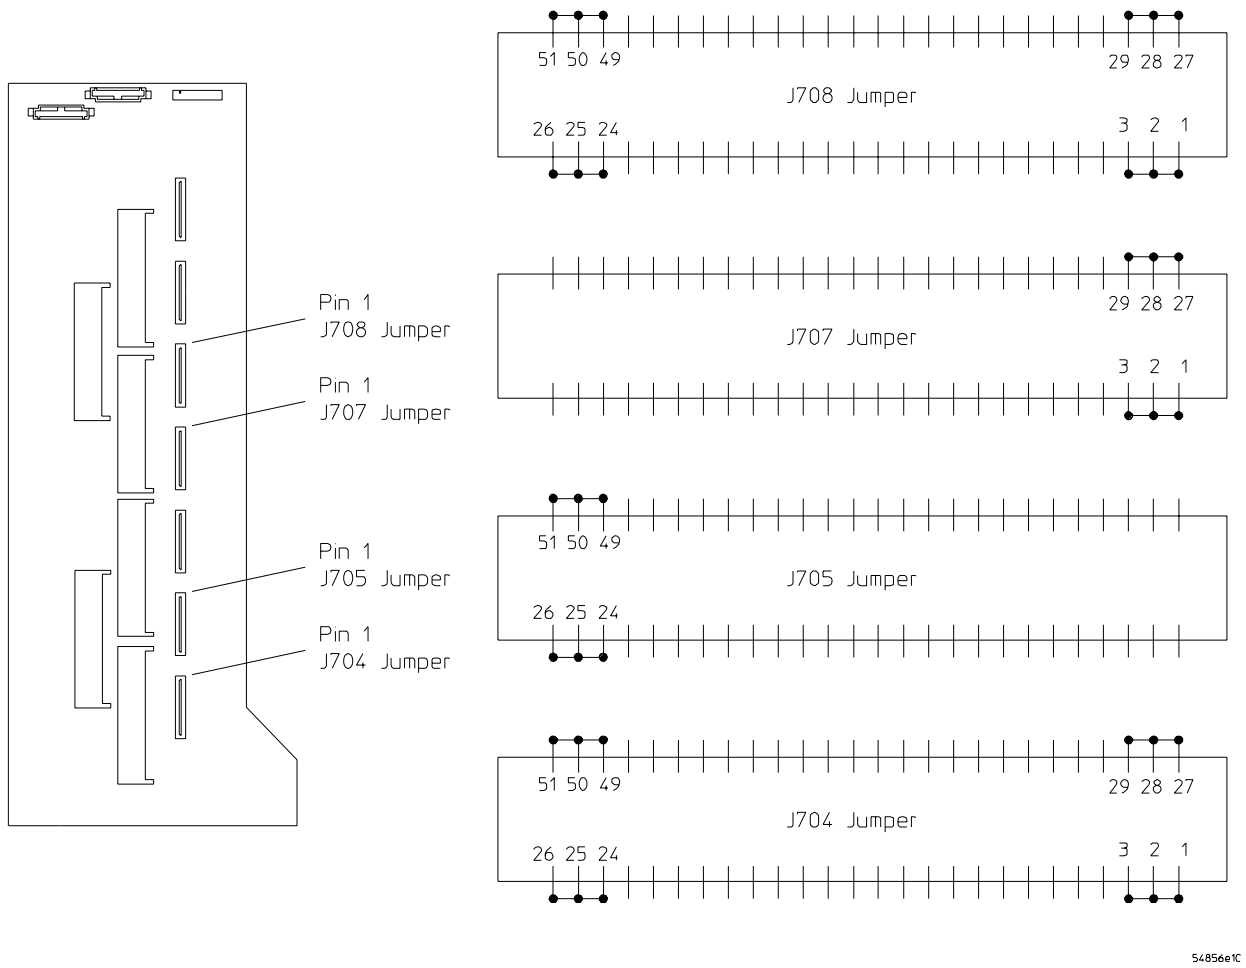 51 50 49
29 28 27
J708 Jumper
26 25 24
3 2 1
Pin 1
J708 Jumper
29 28 27
J707 Jumper
3 2 1
Pin 1
J707 Jumper
51 50 49
J705 Jumper
26 25 24
Pin 1
J705 Jumper
Pin 1
J704 Jumper
51 50 49
29 28 27
J704 Jumper
26 25 24
3 2 1
54856e1C